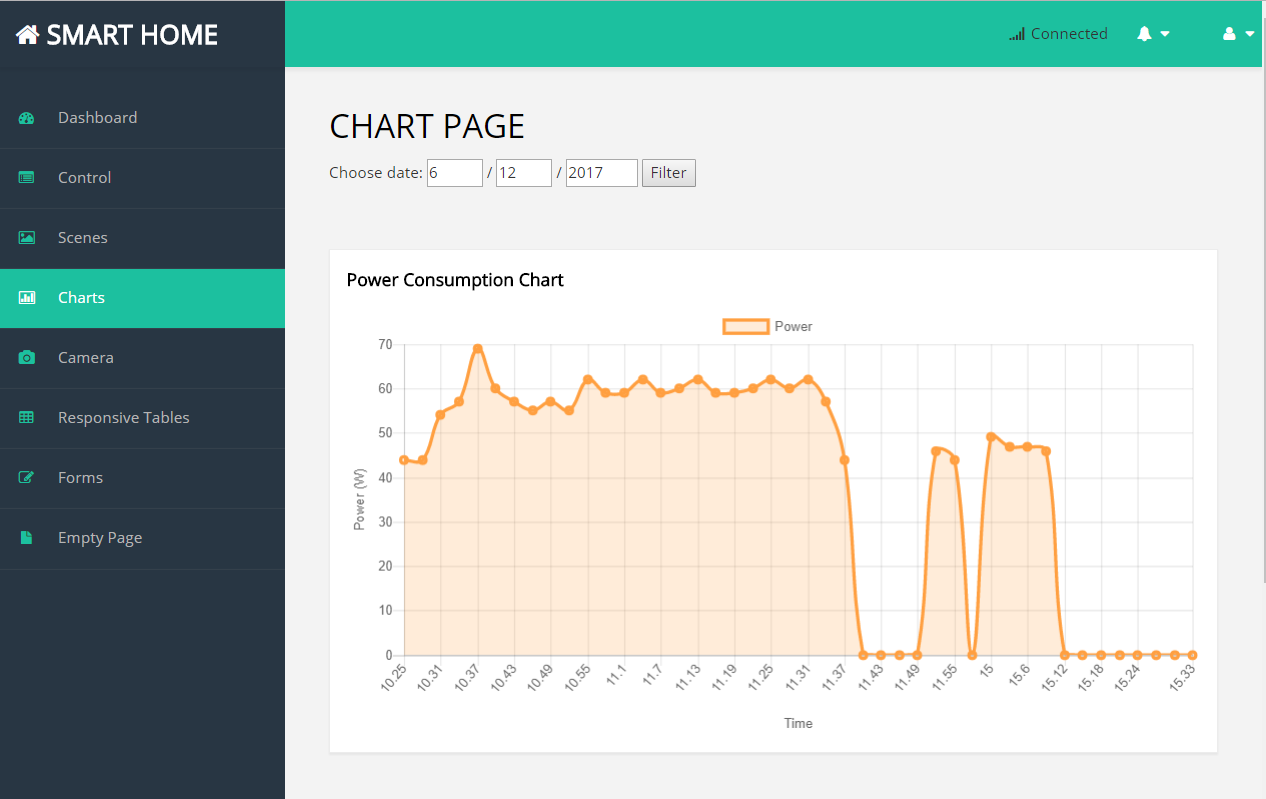 SMART HOME
Connected
Dashboard
Control
Scenes
Charts
Camera
Responsive Tables
Forms
Empty Page
CHART PAGE
Choose date: 6 / 12 / 2017 Filter
Power Consumption Chart
Power
70
60
50
40
30
20
10
0
Power (W)
10.25 10.31 10.37 10.43 10.49 10.55 11.1 11.7 11.13 11.19 11.25 11.31 11.37 11.43 11.49 11.55 15 15.6 15.12 15.18 15.24 15.33
Time